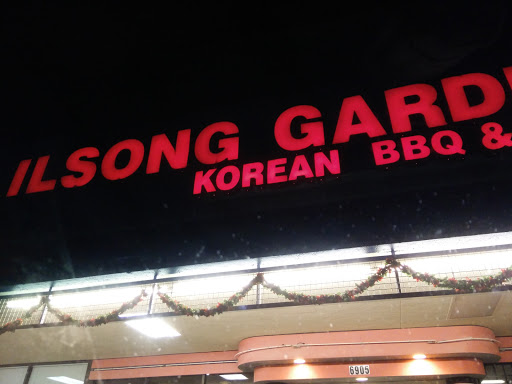 ILSONG GARD
KOREAN BBQ &
6905